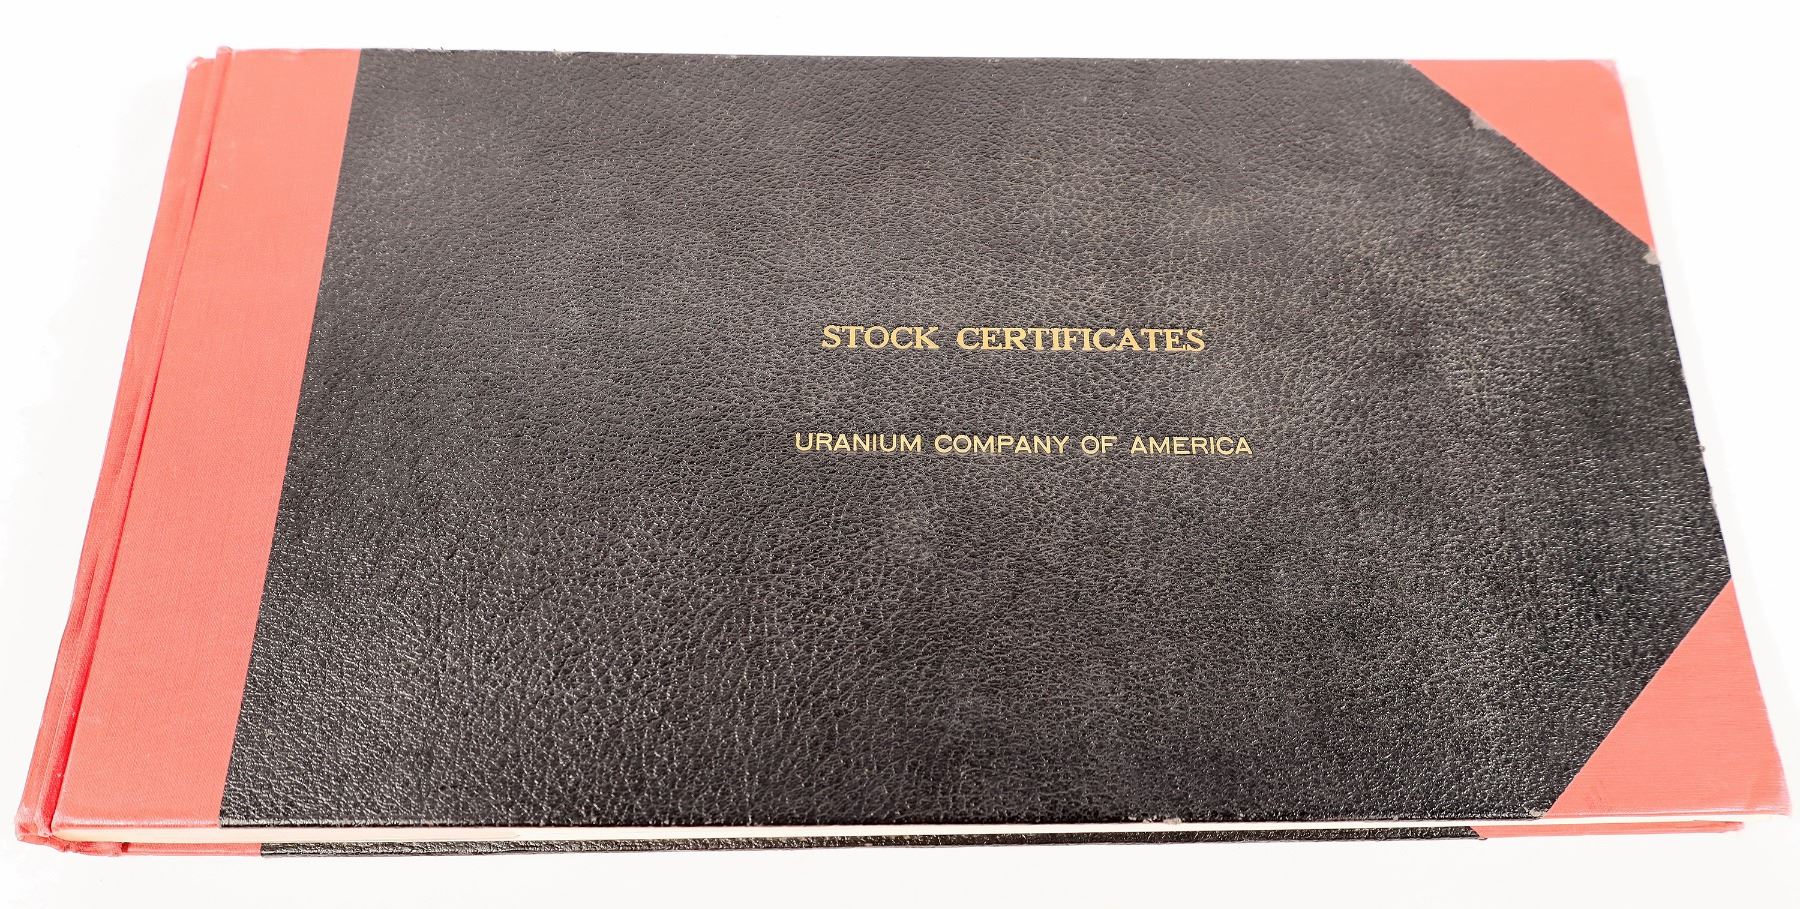 STOCK CERTIFICATES
URANIUM COMPANY OF AMERICA